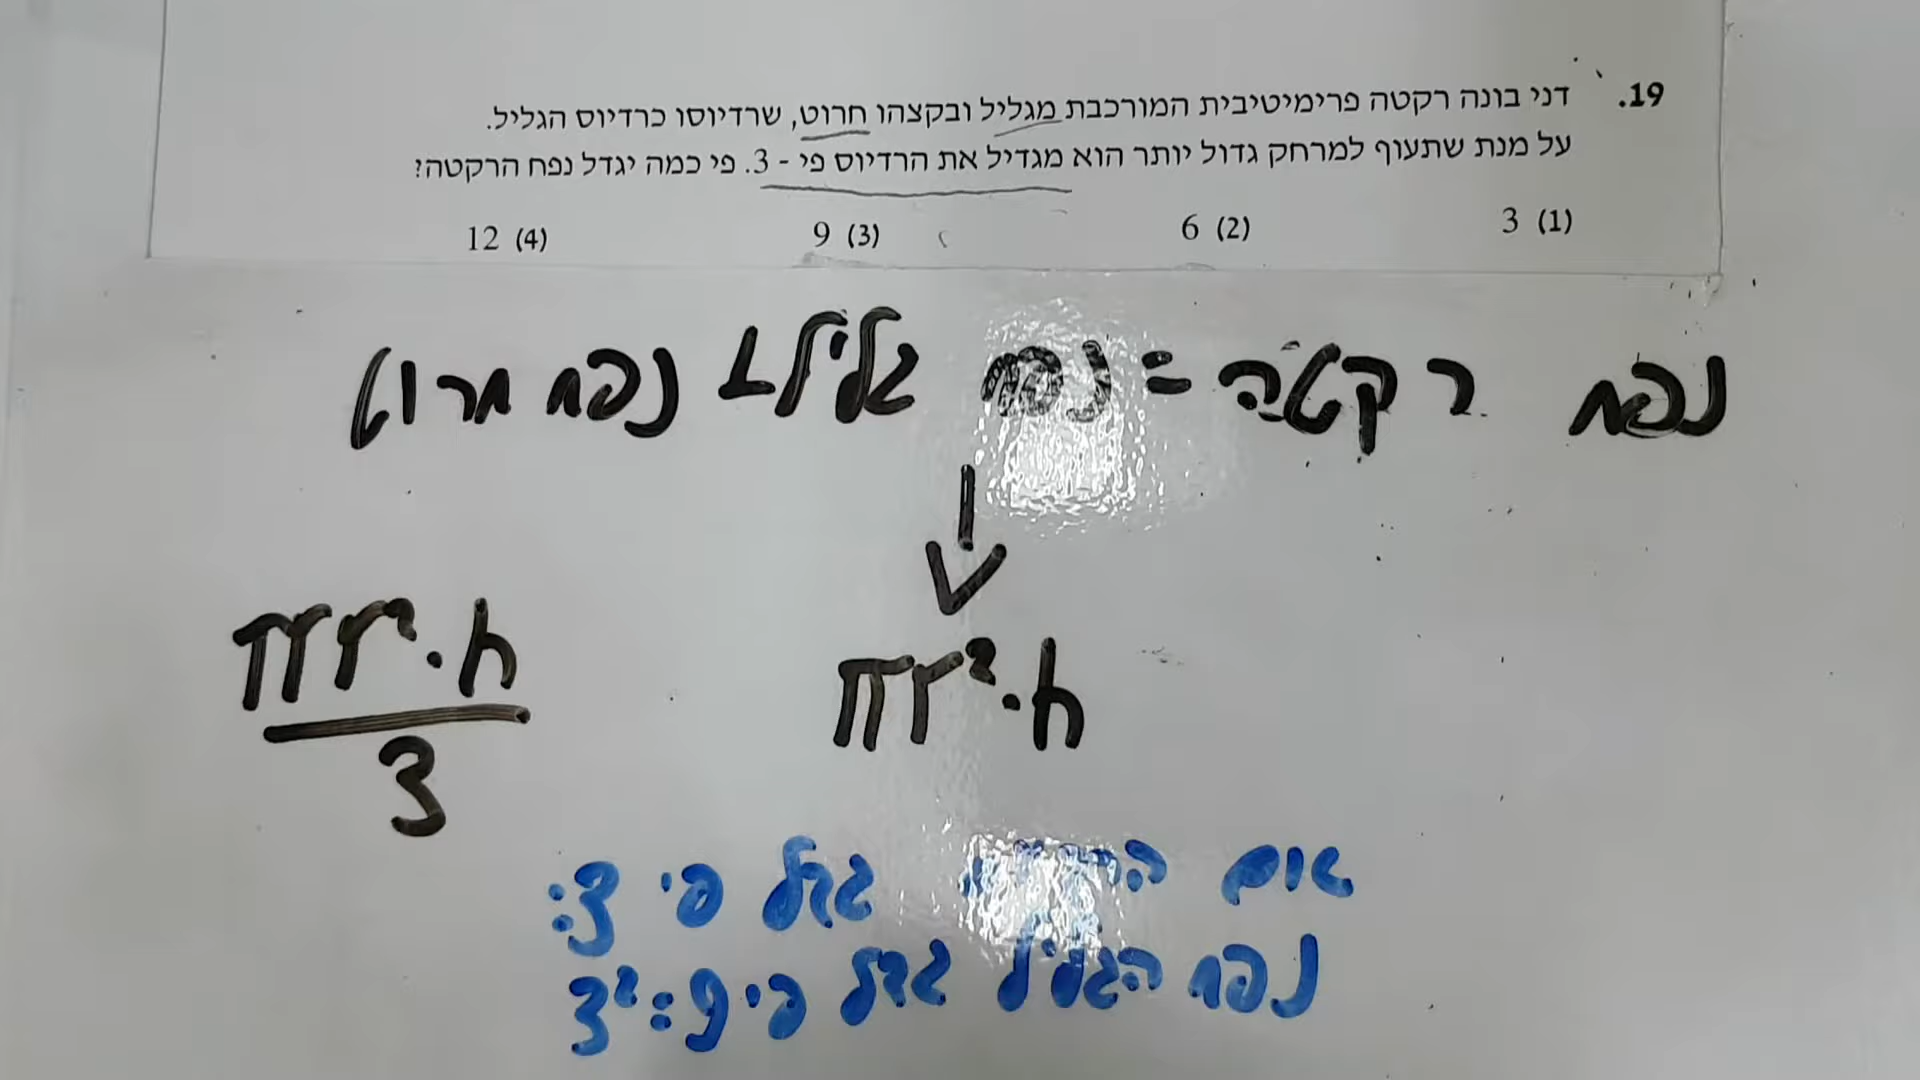 19. דני בונה רקטה פרימיטיבית המורכבת מגליל ובקצהו חרוט, שרדיוסו כרדיוס הגליל.
על מנת שתעוף למרחק גדול יותר הוא מגדיל את הרדיוס פי - 3. פי כמה יגדל נפח הרקטה?
(1) 3 (2) 6 (3) 9 (4) 12
נפח רקטה = נפח גליל + נפח חרוט
πr²·h
πr²·h
3
אם הרדיוס גדל פי 3:
נפח הגליל גדל פי 9=3²